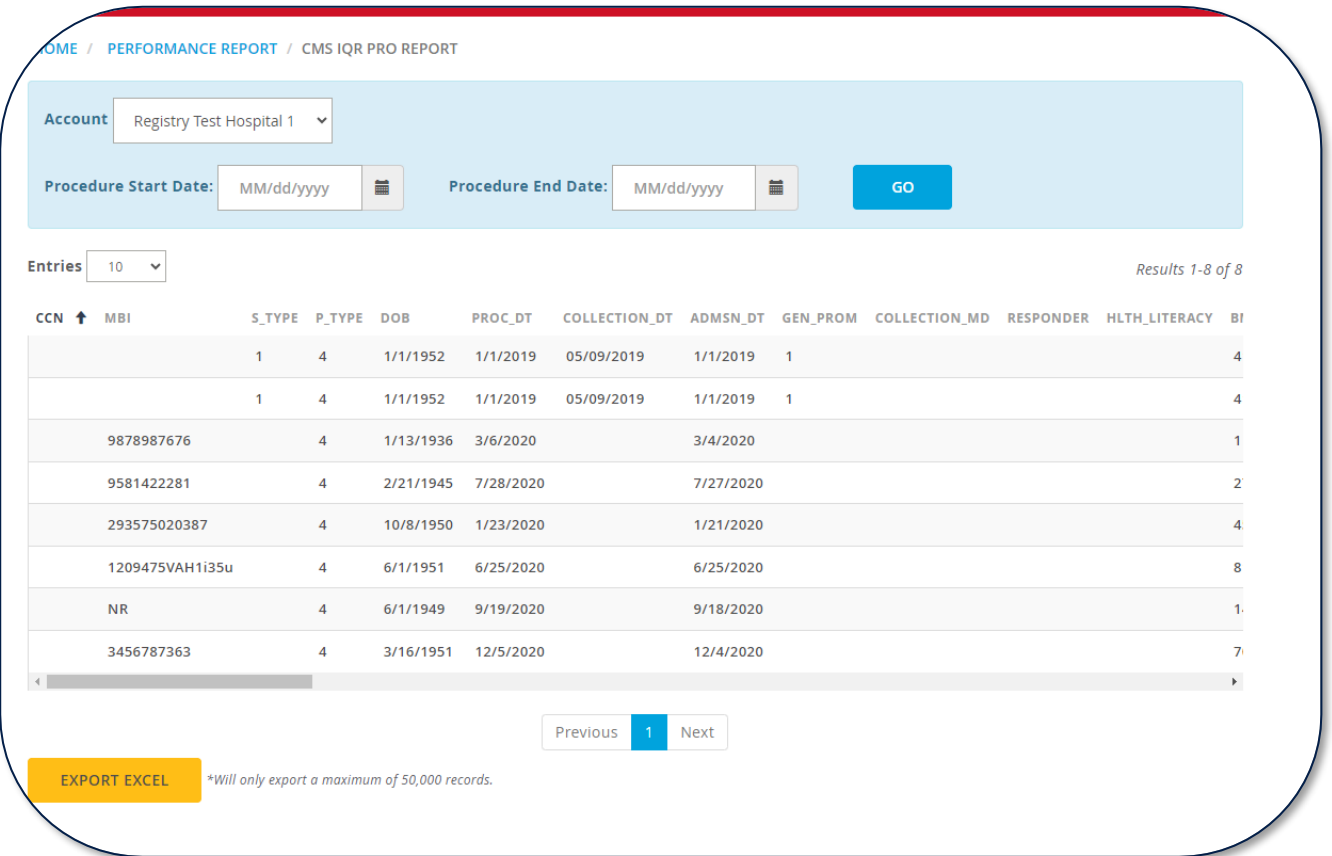 HOME / PERFORMANCE REPORT / CMS IQR PRO REPORT
Account Registry Test Hospital 1
Procedure Start Date: MM/dd/yyyy Procedure End Date: MM/dd/yyyy GO
Entries 10 Results 1-8 of 8
CCN MBI S_TYPE P_TYPE DOB PROC_DT COLLECTION_DT ADMSN_DT GEN_PROM COLLECTION_MD RESPONDER HLTH_LITERACY
1 4 1/1/1952 1/1/2019 05/09/2019 1/1/2019 1 4
1 4 1/1/1952 1/1/2019 05/09/2019 1/1/2019 1 4
9878987676 4 1/13/1936 3/6/2020 3/4/2020 1
9581422281 4 2/21/1945 7/28/2020 7/27/2020
293575020387 4 10/8/1950 1/23/2020 1/21/2020
1209475VAH1i35u 4 6/1/1951 6/25/2020 6/25/2020 8
NR 4 6/1/1949 9/19/2020 9/18/2020
3456787363 4 3/16/1951 12/5/2020 12/4/2020
Previous 1 Next
EXPORT EXCEL *Will only export a maximum of 50,000 records.